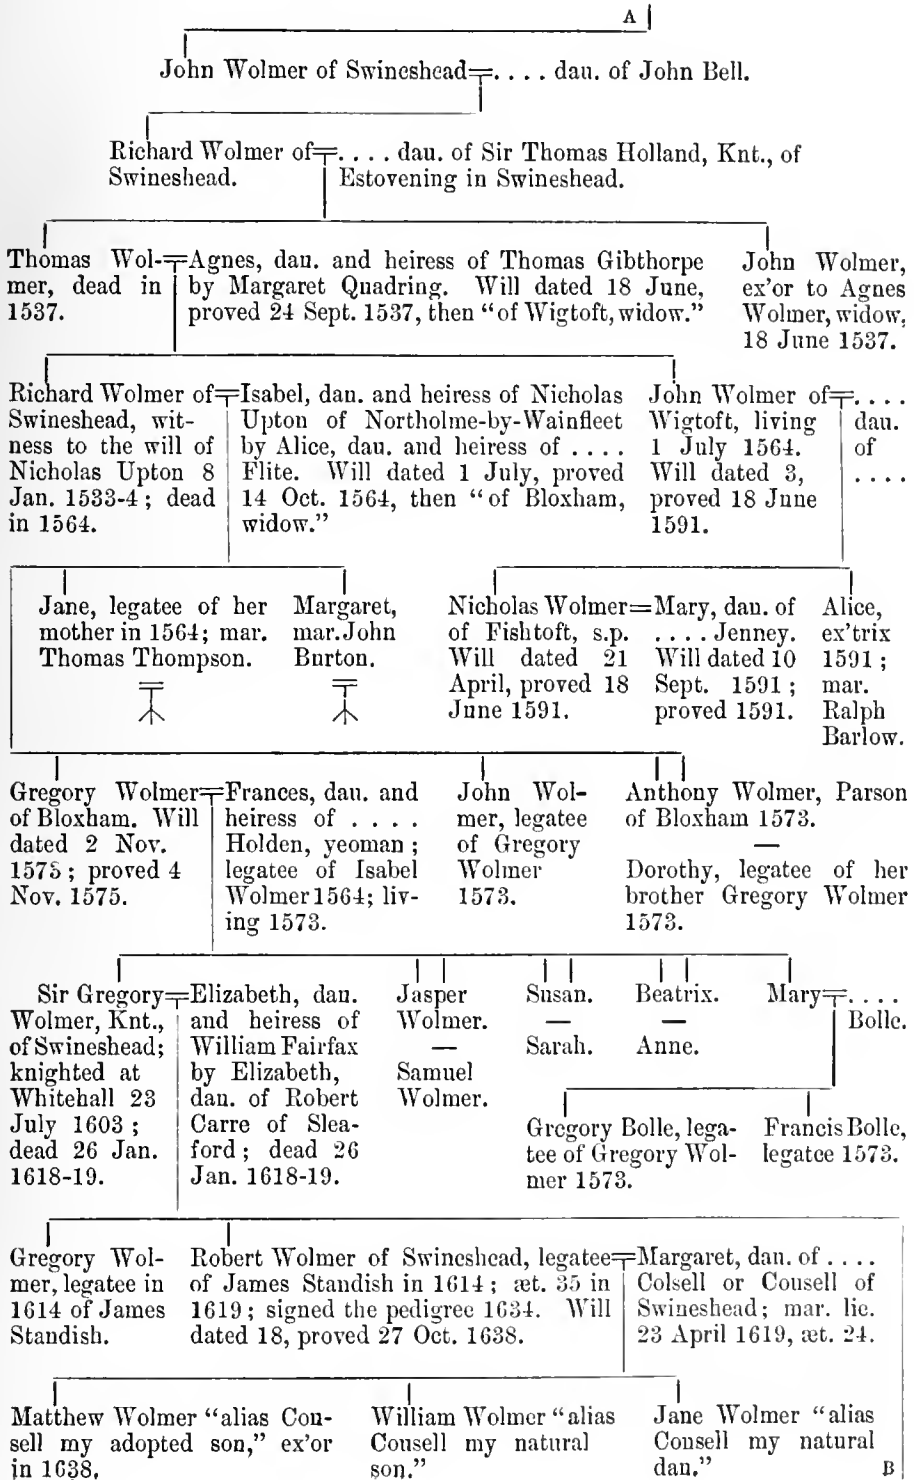 A
John Wolmer of Swineshead=.... dau. of John Bell.
Richard Wolmer of=.... dau. of Sir Thomas Holland, Knt., of
Swineshead.
Estovening in Swineshead.
Thomas Wol-
mer, dead in
1537.
Agnes, dau. and heiress of Thomas Gibthorpe
by Margaret Quadring. Will dated 18 June,
proved 24 Sept. 1537, then "of Wigtoft, widow."
John Wolmer,
ex'or to Agnes
Wolmer, widow,
18 June 1537.
Richard Wolmer of
Swineshead, wit-
ness to the will of
Nicholas Upton 8
Jan. 1533-4; dead
in 1564.
Isabel, dau. and heiress of Nicholas
Upton of Northolme-by-Wainfleet
by Alice, dau. and heiress of ....
Flite. Will dated 1 July, proved
14 Oct. 1564, then "of Bloxham,
widow."
John Wolmer of
Wigtoft, living
1 July 1564.
Will dated 3,
proved 18 June
1591.
....
dau.
of
....
Jane, legatee of her
mother in 1564; mar.
Thomas Thompson.
Margaret,
mar. John
Burton.
Nicholas Wolmer
of Fishtoft, s.p.
Will dated 21
April, proved 18
June 1591.
Mary, dau. of
.... Jenney.
Will dated 10
Sept. 1591;
proved 1591.
Alice,
ex'trix
1591;
mar.
Ralph
Barlow.
Gregory Wolmer
of Bloxham. Will
dated 2 Nov.
; proved 4
Nov. 1575.
Frances, dau. and
heiress of ....
Holden, yeoman;
legatee of Isabel
Wolmer 1564; liv-
ing 1573.
John Wol-
mer, legatee
of Gregory
Wolmer
1573.
Anthony Wolmer, Parson
of Bloxham 1573.
—
Dorothy, legatee of her
brother Gregory Wolmer
1573.
Sir Gregory
Wolmer, Knt.,
of Swineshead;
knighted at
Whitehall 23
July 1603;
dead 26 Jan.
1618-19.
Elizabeth, dau.
and heiress of
William Fairfax
by Elizabeth,
dau. of Robert
Carre of Slea-
ford; dead 26
Jan. 1618-19.
Jasper
Wolmer.
—
Samuel
Wolmer.
Susan.
—
Sarah.
Beatrix.
—
Anne.
Mary=....
Bolle.
Gregory Bolle, lega-
tee of Gregory Wol-
mer 1573.
Francis Bolle,
legatee 1573.
Gregory Wol-
mer, legatee in
1614 of James
Standish.
Robert Wolmer of Swineshead, legatee
of James Standish in 1614; æt. 35 in
1619; signed the pedigree 1634. Will
dated 18, proved 27 Oct. 1638.
Margaret, dau. of ....
Colsell or Cousell of
Swineshead; mar. lic.
23 April 1619, æt. 24.
Matthew Wolmer "alias Cou-
sell my adopted son," ex'or
in 1638.
William Wolmer "alias
Cousell my natural
son."
Jane Wolmer "alias
Cousell my natural
dau."
B